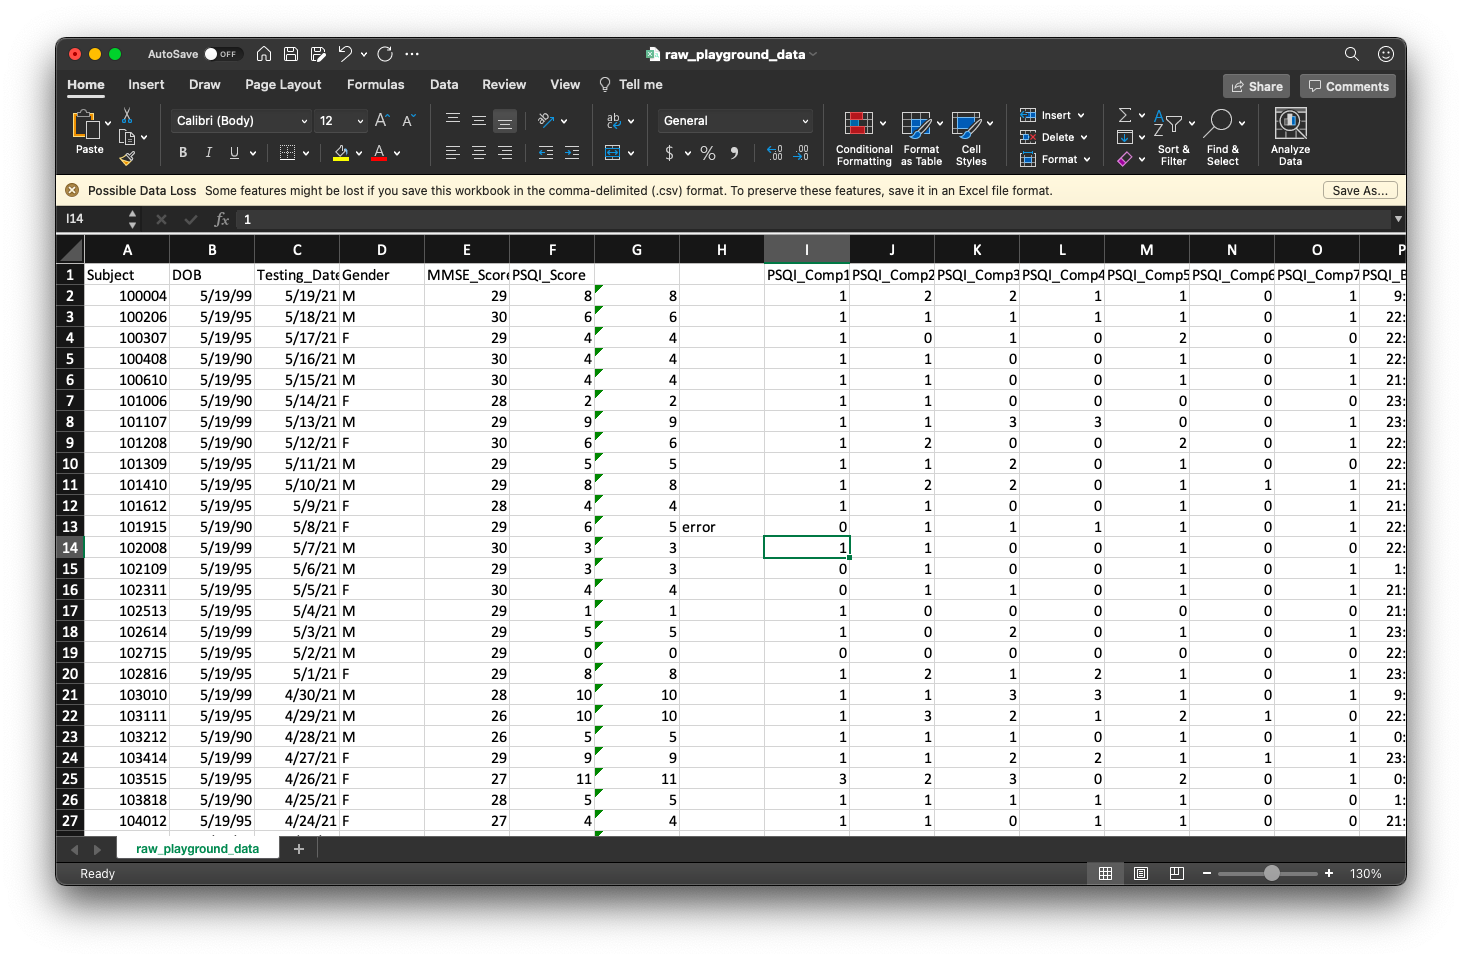 AutoSave OFF raw_playground_data
Home Insert Draw Page Layout Formulas Data Review View Tell me Share Comments
Paste Calibri (Body) 12 A A ab General Conditional Formatting Format as Table Cell Styles Insert Delete Format Sort & Filter Find & Select Analyze Data
B I U A $ % 9
Possible Data Loss Some features might be lost if you save this workbook in the comma-delimited (.csv) format. To preserve these features, save it in an Excel file format. Save As...
I14 fx 1
A B C D E F G H I J K L M N O P
1 Subject DOB Testing_Date Gender MMSE_Score PSQI_Score PSQI_Comp1 PSQI_Comp2 PSQI_Comp3 PSQI_Comp4 PSQI_Comp5 PSQI_Comp6 PSQI_Comp7 PSQI_B
2 100004 5/19/99 5/19/21 M 29 8 8 1 2 2 1 1 0 1 9:
3 100206 5/19/95 5/18/21 M 30 6 6 1 1 1 1 1 0 1 22:
4 100307 5/19/95 5/17/21 F 29 4 4 1 0 1 0 2 0 0 22:
5 100408 5/19/90 5/16/21 M 30 4 4 1 1 0 0 1 0 1 22:
6 100610 5/19/95 5/15/21 M 30 4 4 1 1 0 0 1 0 1 21:
7 101006 5/19/90 5/14/21 F 28 2 2 1 1 0 0 0 0 0 23:
8 101107 5/19/99 5/13/21 M 29 9 9 1 1 3 3 0 0 1 23:
9 101208 5/19/90 5/12/21 F 30 6 6 1 2 0 0 2 0 1 22:
10 101309 5/19/95 5/11/21 M 29 5 5 1 1 2 0 1 0 0 22:
11 101410 5/19/95 5/10/21 M 29 8 8 1 2 2 0 1 1 1 21:
12 101612 5/19/95 5/9/21 F 28 4 4 1 1 0 0 1 0 1 21:
13 101915 5/19/90 5/8/21 F 29 6 5 error 0 1 1 1 1 0 1 22:
14 102008 5/19/99 5/7/21 M 30 3 3 1 1 0 0 1 0 0 22:
15 102109 5/19/95 5/6/21 M 29 3 3 0 1 0 0 1 0 1 1:
16 102311 5/19/95 5/5/21 F 30 4 4 0 1 1 0 1 0 1 21:
17 102513 5/19/95 5/4/21 M 29 1 1 1 0 0 0 0 0 0 21:
18 102614 5/19/99 5/3/21 M 29 5 5 1 0 2 0 1 0 1 23:
19 102715 5/19/95 5/2/21 M 29 0 0 0 0 0 0 0 0 0 22:
20 102816 5/19/95 5/1/21 F 29 8 8 1 2 1 2 1 0 1 23:
21 103010 5/19/99 4/30/21 M 28 10 10 1 1 3 3 1 0 1 9:
22 103111 5/19/95 4/29/21 M 26 10 10 1 3 2 1 2 1 0 22:
23 103212 5/19/90 4/28/21 M 26 5 5 1 1 1 0 1 0 1 0:
24 103414 5/19/99 4/27/21 F 29 9 9 1 1 2 2 1 1 1 23:
25 103515 5/19/95 4/26/21 F 27 11 11 3 2 3 0 2 0 1 0:
26 103818 5/19/90 4/25/21 F 28 5 5 1 1 1 1 1 0 0 1:
27 104012 5/19/95 4/24/21 F 27 4 4 1 1 0 1 1 0 0 21:
raw_playground_data +
Ready 130%